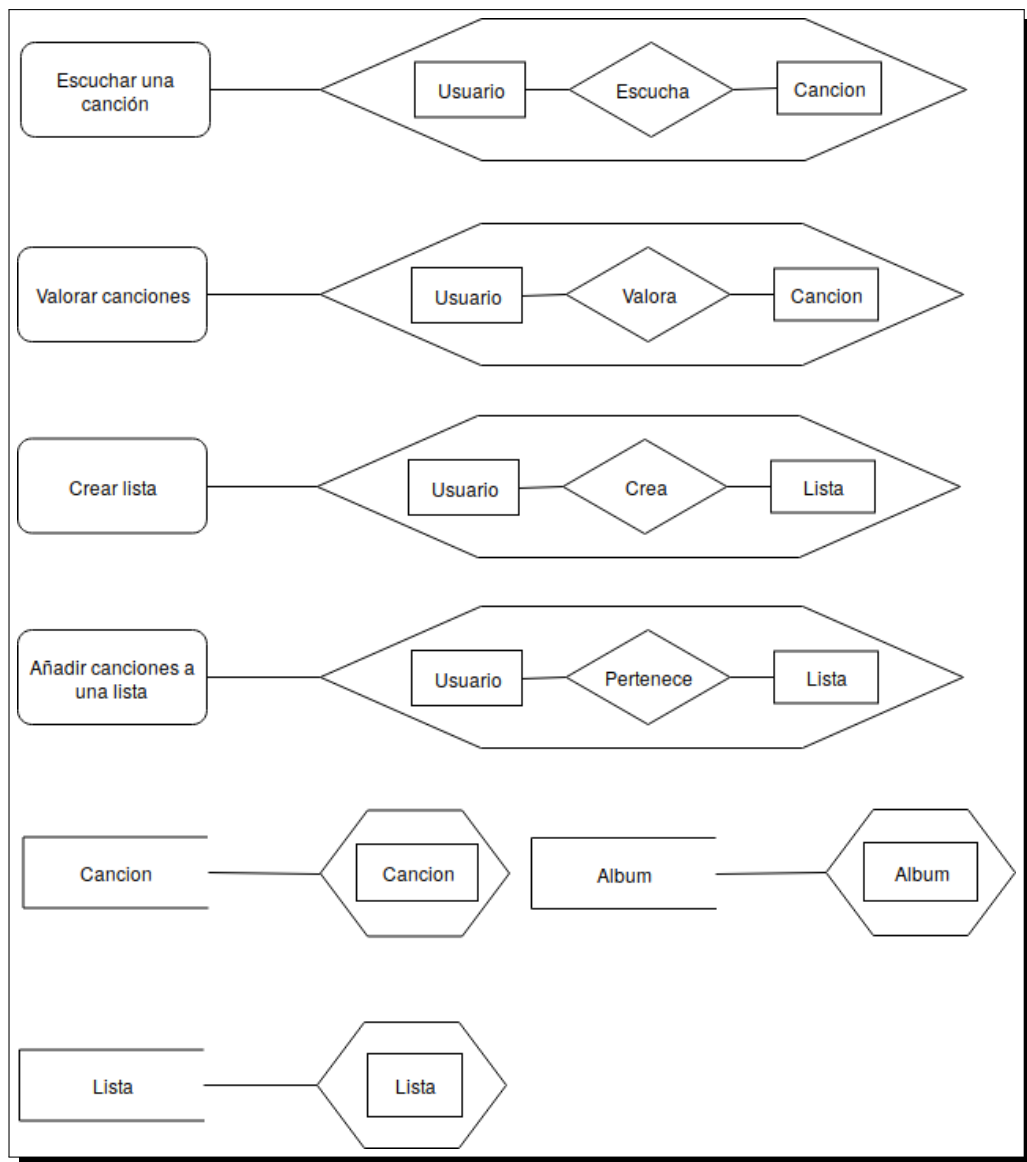 Escuchar una
canción
Usuario
Escucha
Cancion
Valorar canciones
Usuario
Valora
Cancion
Crear lista
Usuario
Crea
Lista
Añadir canciones a
una lista
Usuario
Pertenece
Lista
Cancion
Cancion
Album
Album
Lista
Lista